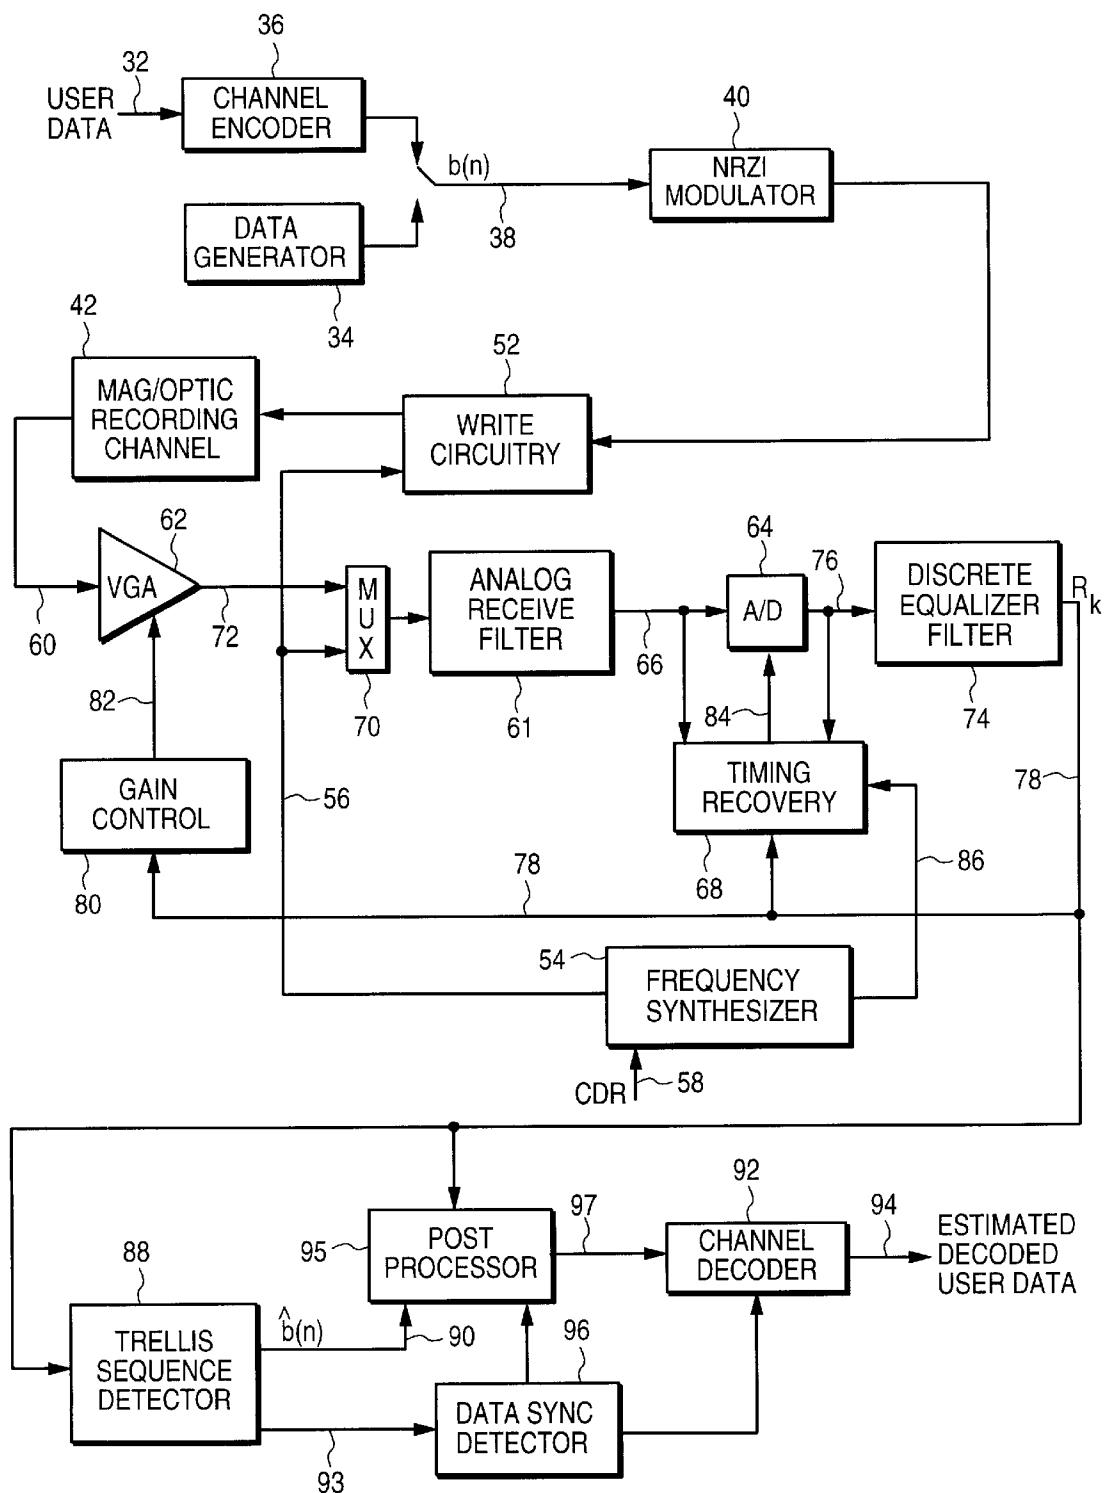 36
32
USER
DATA
CHANNEL
ENCODER
b(n)
38
40
NRZI
MODULATOR
DATA
GENERATOR
34
42
MAG/OPTIC
RECORDING
CHANNEL
52
WRITE
CIRCUITRY
62
VGA
60
72
MUX
70
ANALOG
RECEIVE
FILTER
61
66
64
A/D
76
DISCRETE
EQUALIZER
FILTER
74
Rk
82
84
78
GAIN
CONTROL
80
56
TIMING
RECOVERY
68
86
78
54
FREQUENCY
SYNTHESIZER
CDR
58
92
97
94
95
POST
PROCESSOR
CHANNEL
DECODER
ESTIMATED
DECODED
USER DATA
88
b̂(n)
90
96
TRELLIS
SEQUENCE
DETECTOR
DATA SYNC
DETECTOR
93